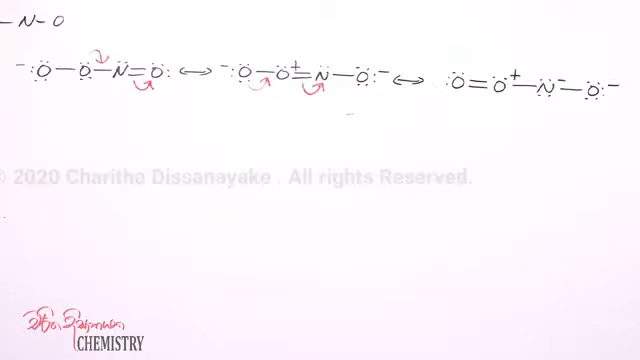 – N – O
⁻:Ö – Ö – N̈ = Ö: ⟷ ⁻:Ö – Ö⁺ = N̈ – Ö:⁻ ⟷ :Ö = Ö⁺ – N̈⁻ – Ö:⁻
© 2020 Charitha Dissanayake . All rights Reserved.
CHEMISTRY